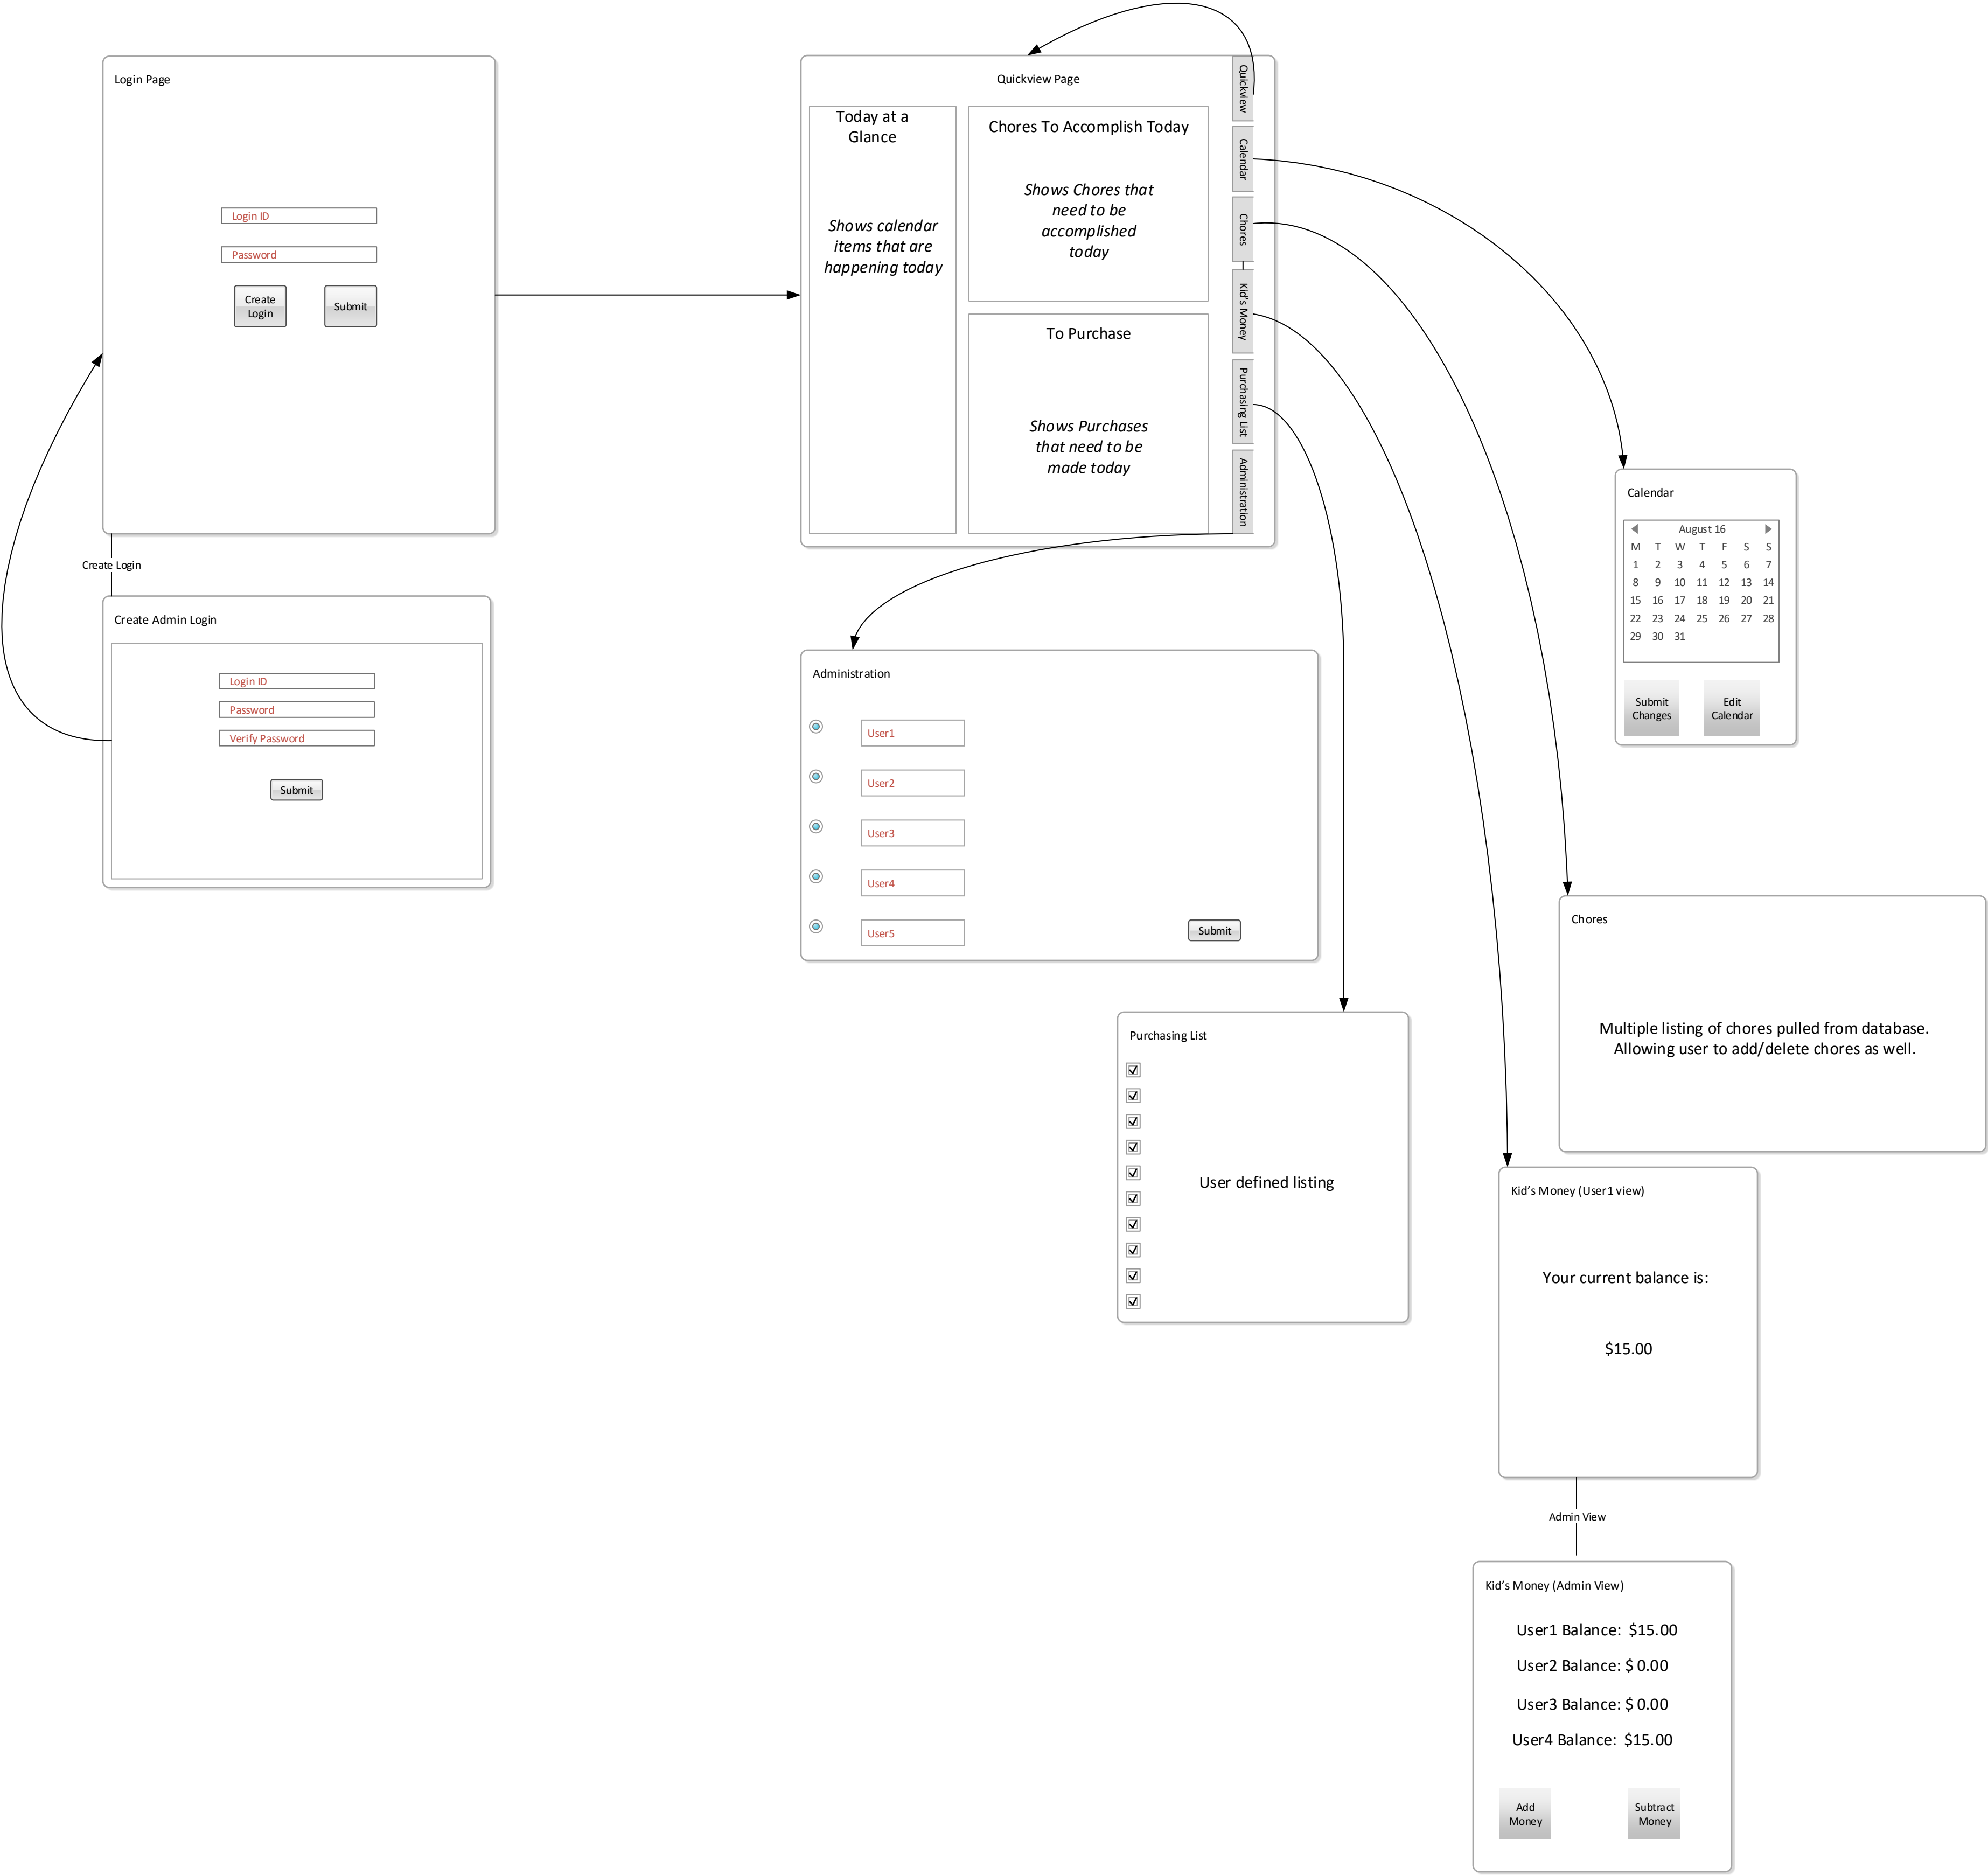 Login Page
Login ID
Password
Create
Login
Submit
Create Login
Create Admin Login
Login ID
Password
Verify Password
Submit
Quickview Page
Today at a
Glance
Shows calendar
items that are
happening today
Chores To Accomplish Today
Shows Chores that
need to be
accomplished
today
To Purchase
Shows Purchases
that need to be
made today
Quickview
Calendar
Chores
Kid’s Money
Purchasing List
Administration
Administration
User1
User2
User3
User4
User5
Submit
Calendar
August 16
M T W T F S S
1 2 3 4 5 6 7
8 9 10 11 12 13 14
15 16 17 18 19 20 21
22 23 24 25 26 27 28
29 30 31
Submit
Changes
Edit
Calendar
Chores
Multiple listing of chores pulled from database.
Allowing user to add/delete chores as well.
Purchasing List
User defined listing
Kid’s Money (User1 view)
Your current balance is:
$15.00
Admin View
Kid’s Money (Admin View)
User1 Balance: $15.00
User2 Balance: $ 0.00
User3 Balance: $ 0.00
User4 Balance: $15.00
Add
Money
Subtract
Money